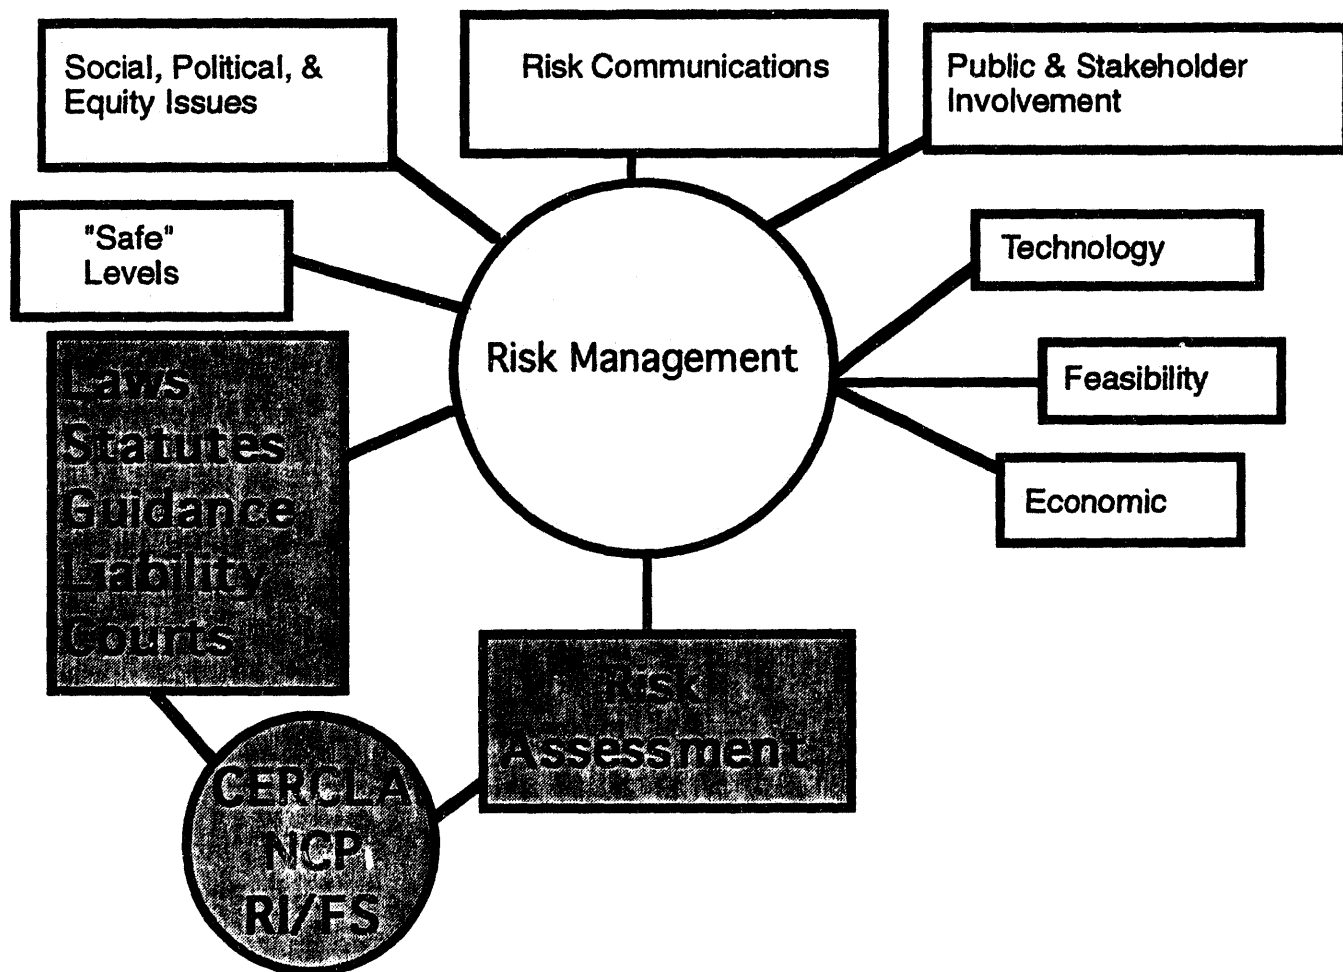 Social, Political, &
Equity Issues
Risk Communications
Public & Stakeholder
Involvement
"Safe"
Levels
Technology
Risk Management
Feasibility
Economic
Laws
Statutes
Guidance
Liability
Courts
Risk
Assessment
CERCLA
NCP
RI/FS